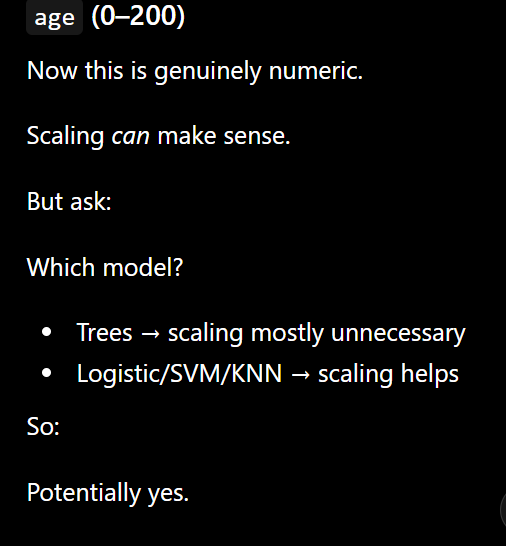 age (0–200)
Now this is genuinely numeric.
Scaling can make sense.
But ask:
Which model?
• Trees → scaling mostly unnecessary
• Logistic/SVM/KNN → scaling helps
So:
Potentially yes.